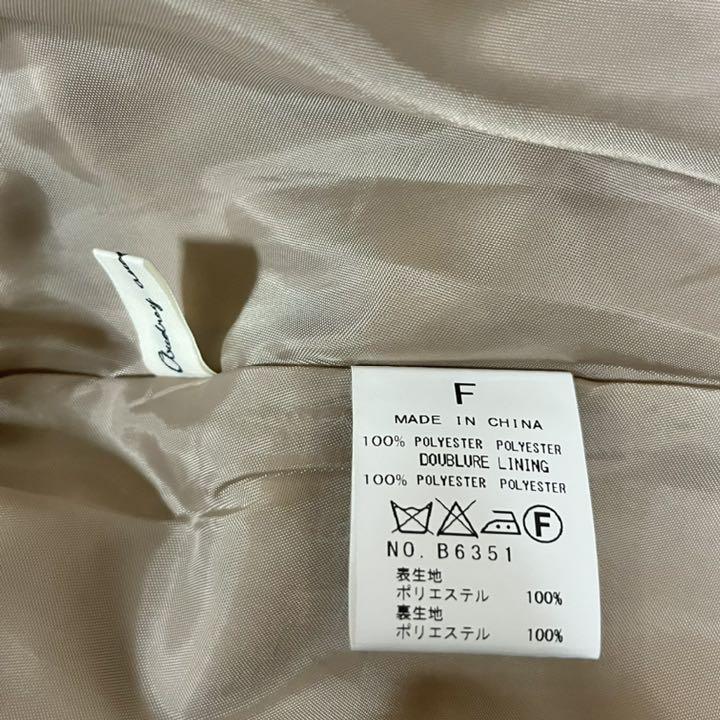 Audrey
F
MADE IN CHINA
100% POLYESTER POLYESTER
DOUBLURE LINING
100% POLYESTER POLYESTER
F
NO. B6351
表生地
ポリエステル 100%
裏生地
ポリエステル 100%